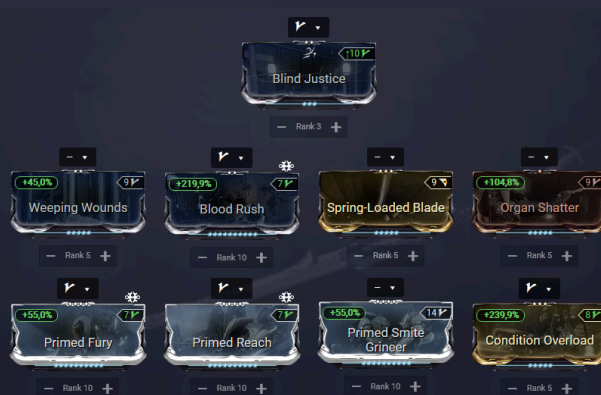 ↑10
Blind Justice
Rank 3
+45,0% 9
Weeping Wounds
Rank 5
+219,9% 7
Blood Rush
Rank 10
9
Spring-Loaded Blade
Rank 5
+104,8% 9
Organ Shatter
Rank 5
+55,0% 7
Primed Fury
Rank 10
7
Primed Reach
Rank 10
+55,0% 14
Primed Smite
Grineer
Rank 10
+239,9% 8
Condition Overload
Rank 5